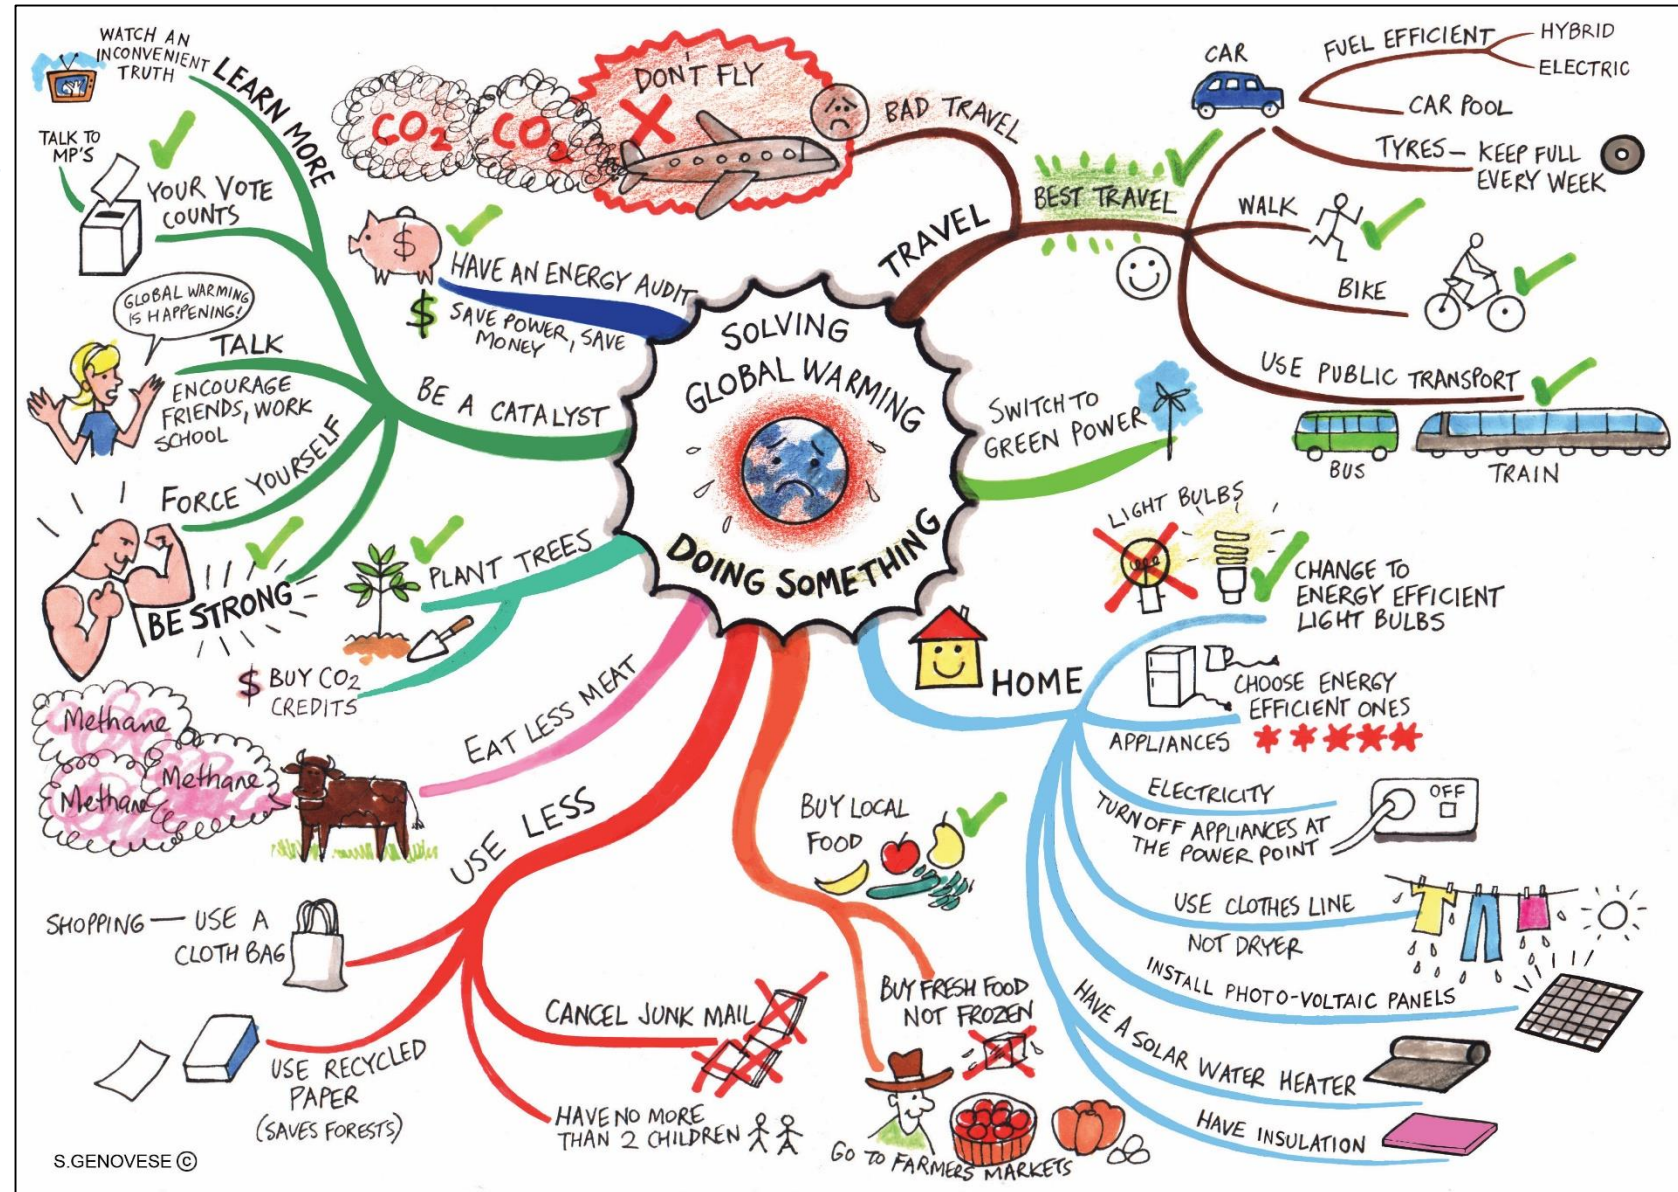 SOLVING
GLOBAL WARMING
DOING SOMETHING
TRAVEL
BAD TRAVEL
DON'T FLY
CO2
CO2
BEST TRAVEL
CAR
FUEL EFFICIENT
HYBRID
ELECTRIC
CAR POOL
TYRES — KEEP FULL
EVERY WEEK
WALK
BIKE
USE PUBLIC TRANSPORT
BUS
TRAIN
SWITCH TO
GREEN POWER
HOME
LIGHT BULBS
CHANGE TO
ENERGY EFFICIENT
LIGHT BULBS
CHOOSE ENERGY
EFFICIENT ONES
APPLIANCES
ELECTRICITY
OFF
TURN OFF APPLIANCES AT
THE POWER POINT
USE CLOTHES LINE
NOT DRYER
INSTALL PHOTO-VOLTAIC PANELS
HAVE A SOLAR WATER HEATER
HAVE INSULATION
BUY LOCAL
FOOD
BUY FRESH FOOD
NOT FROZEN
GO TO FARMERS MARKETS
USE LESS
SHOPPING — USE A
CLOTH BAG
USE RECYCLED
PAPER
(SAVES FORESTS)
CANCEL JUNK MAIL
HAVE NO MORE
THAN 2 CHILDREN
EAT LESS MEAT
Methane
Methane
Methane
PLANT TREES
$ BUY CO2
CREDITS
BE A CATALYST
LEARN MORE
WATCH AN
INCONVENIENT
TRUTH
YOUR VOTE
COUNTS
TALK TO
MP'S
TALK
GLOBAL WARMING
IS HAPPENING!
ENCOURAGE
FRIENDS, WORK
SCHOOL
FORCE YOURSELF
BE STRONG
HAVE AN ENERGY AUDIT
$
$ SAVE POWER, SAVE
MONEY
S.GENOVESE ©